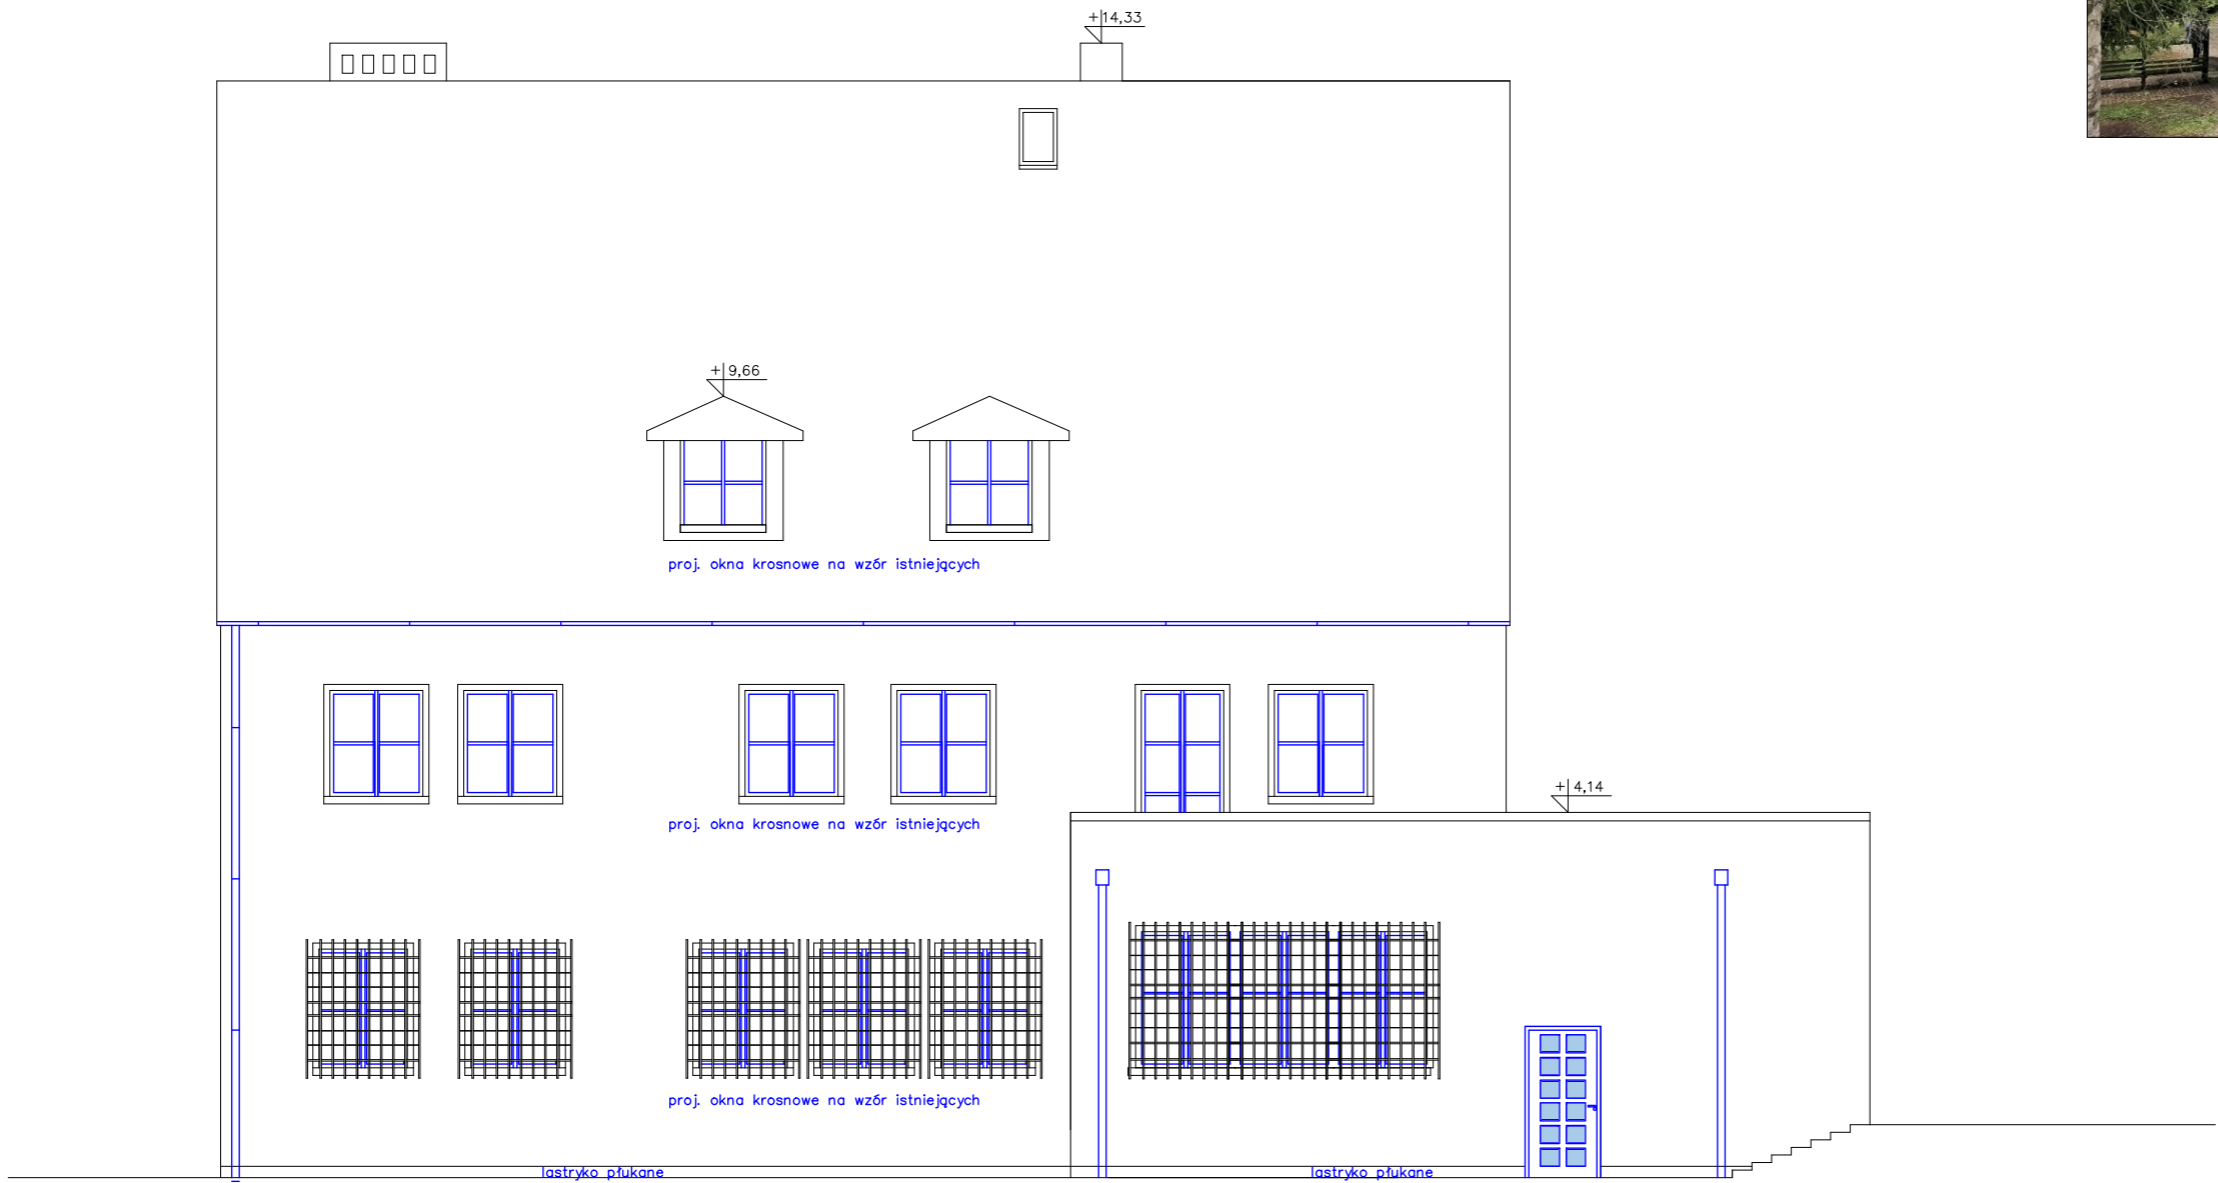 +14,33
+9,66
proj. okna krosnowe na wzór istniejących
proj. okna krosnowe na wzór istniejących
+4,14
proj. okna krosnowe na wzór istniejących
lastryko płukane
lastryko płukane